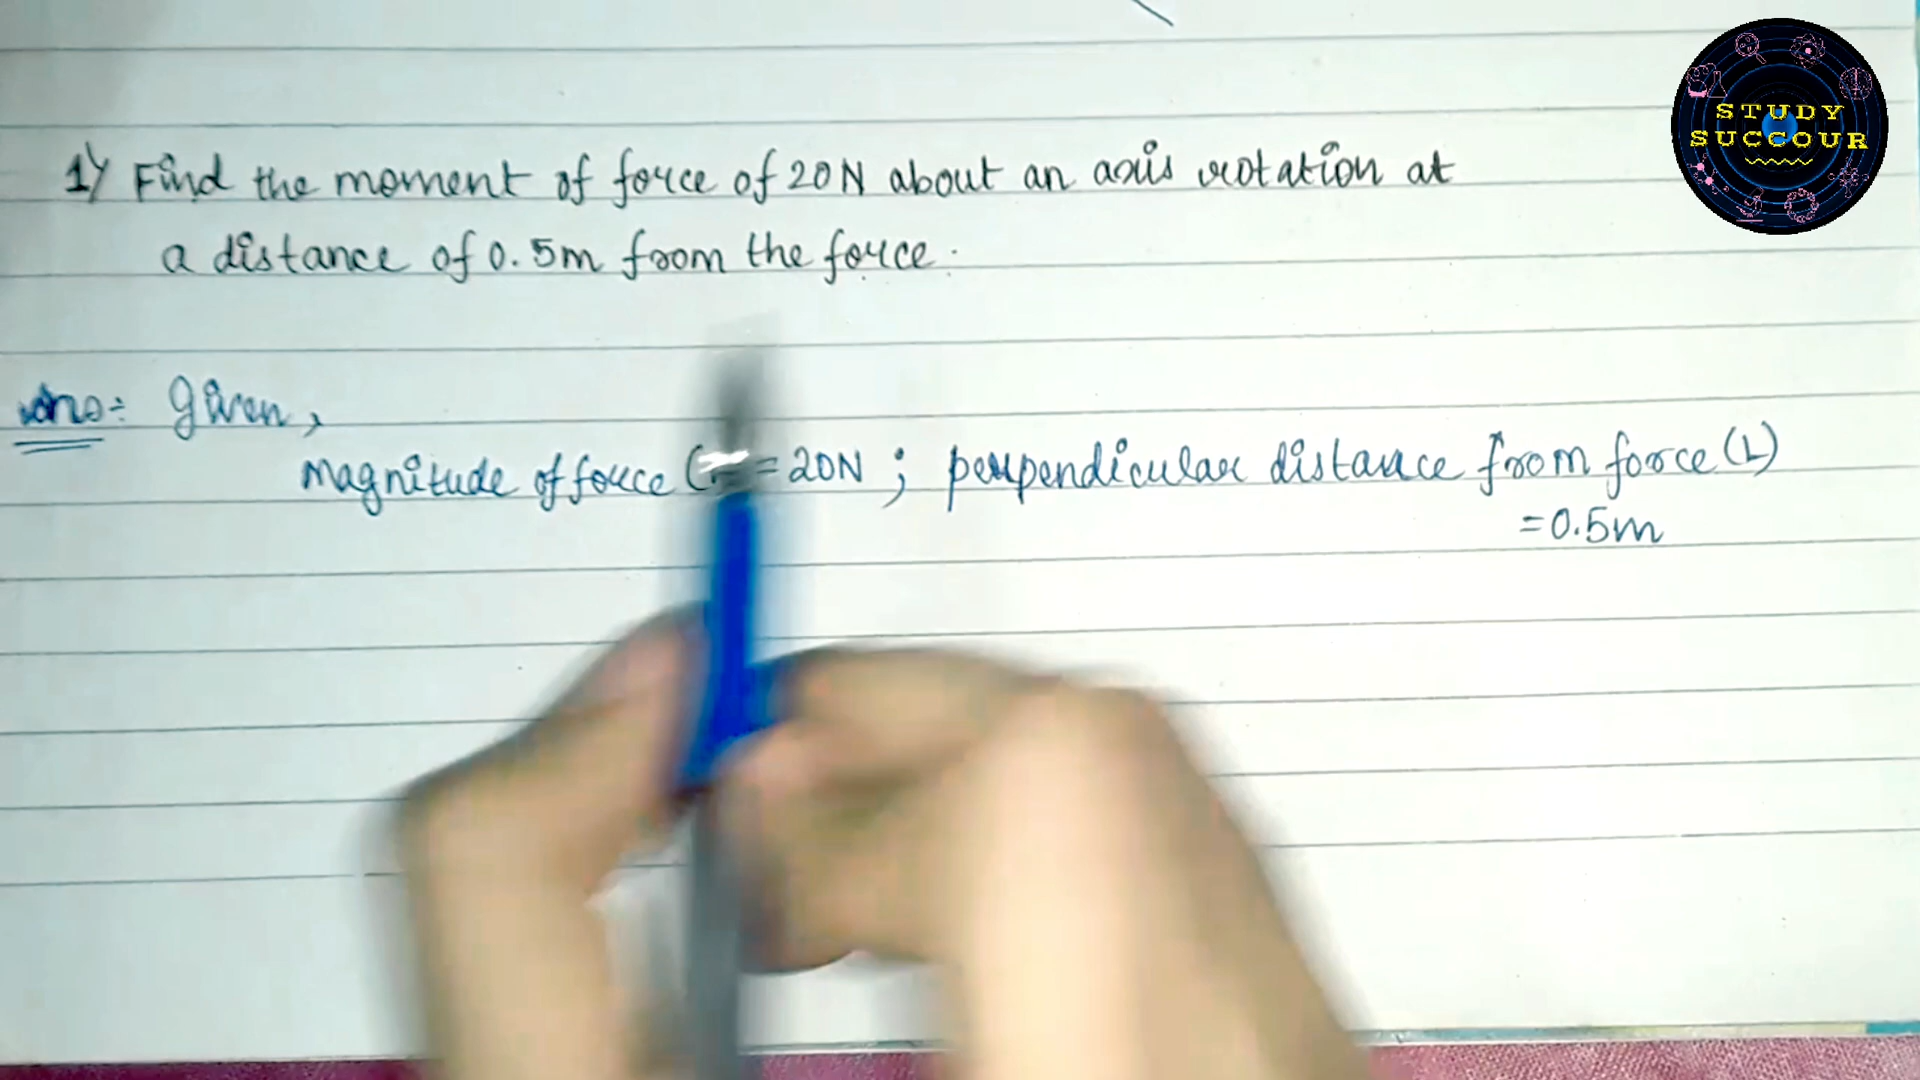 STUDY
SUCCOUR
1) Find the moment of force of 20N about an axis rotation at
a distance of 0.5m from the force.
Ans:- Given,
Magnitude of force ( = 20N ; perpendicular distance from force (L)
= 0.5m